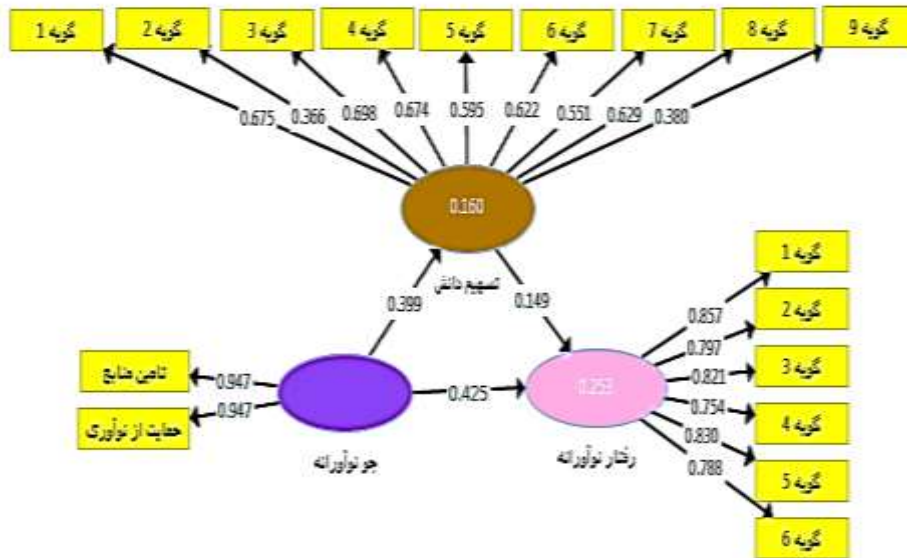 گویه 1
گویه 2
گویه 3
گویه 4
گویه 5
گویه 6
گویه 7
گویه 8
گویه 9
0.675
0.366
0.698
0.674
0.595
0.622
0.551
0.629
0.380
0.160
تسهیم دانش
0.399
0.149
گویه 1
گویه 2
گویه 3
گویه 4
گویه 5
گویه 6
0.857
0.797
0.821
0.754
0.830
0.788
تامین منابع
حمایت از نوآوری
0.947
0.947
0.425
0.253
جو نوآورانه
رفتار نوآورانه